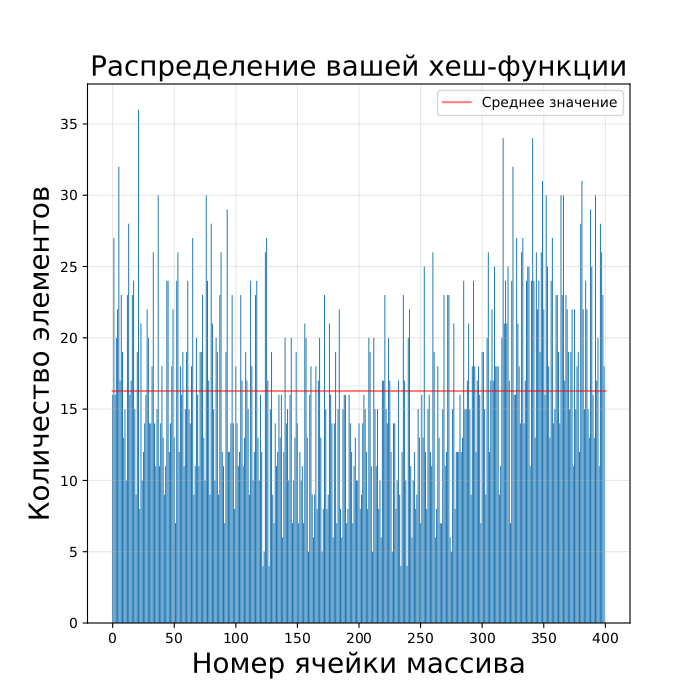 Распределение вашей хеш-функции
Среднее значение
Количество элементов
35
30
25
20
15
10
5
0
0 50 100 150 200 250 300 350 400
Номер ячейки массива